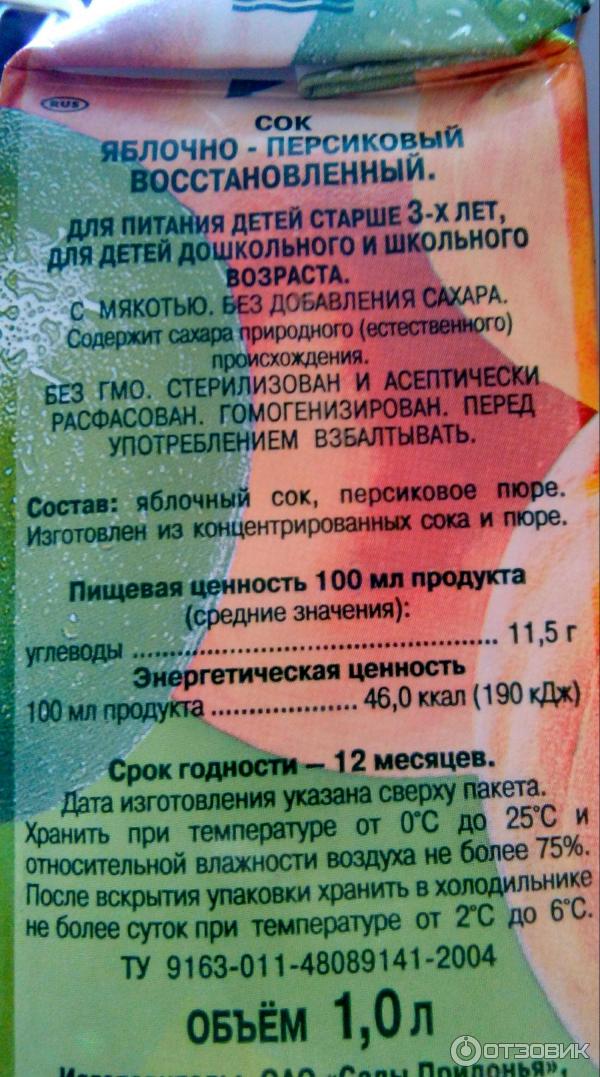 RUS
СОК
ЯБЛОЧНО - ПЕРСИКОВЫЙ
ВОССТАНОВЛЕННЫЙ.
ДЛЯ ПИТАНИЯ ДЕТЕЙ СТАРШЕ 3-Х ЛЕТ,
ДЛЯ ДЕТЕЙ ДОШКОЛЬНОГО И ШКОЛЬНОГО
ВОЗРАСТА.
С МЯКОТЬЮ. БЕЗ ДОБАВЛЕНИЯ САХАРА.
Содержит сахара природного (естественного)
происхождения.
БЕЗ ГМО. СТЕРИЛИЗОВАН И АСЕПТИЧЕСКИ
РАСФАСОВАН. ГОМОГЕНИЗИРОВАН. ПЕРЕД
УПОТРЕБЛЕНИЕМ ВЗБАЛТЫВАТЬ.
Состав: яблочный сок, персиковое пюре.
Изготовлен из концентрированных сока и пюре.
Пищевая ценность 100 мл продукта
(средние значения):
углеводы ........................................ 11,5 г
Энергетическая ценность
100 мл продукта .................. 46,0 ккал (190 кДж)
Срок годности – 12 месяцев.
Дата изготовления указана сверху пакета.
Хранить при температуре от 0°С до 25°С и
относительной влажности воздуха не более 75%.
После вскрытия упаковки хранить в холодильнике
не более суток при температуре от 2°С до 6°С.
ТУ 9163-011-48089141-2004
ОБЪЁМ 1,0 л
ОАО «Сады Придонья»,
ОТЗОВИК